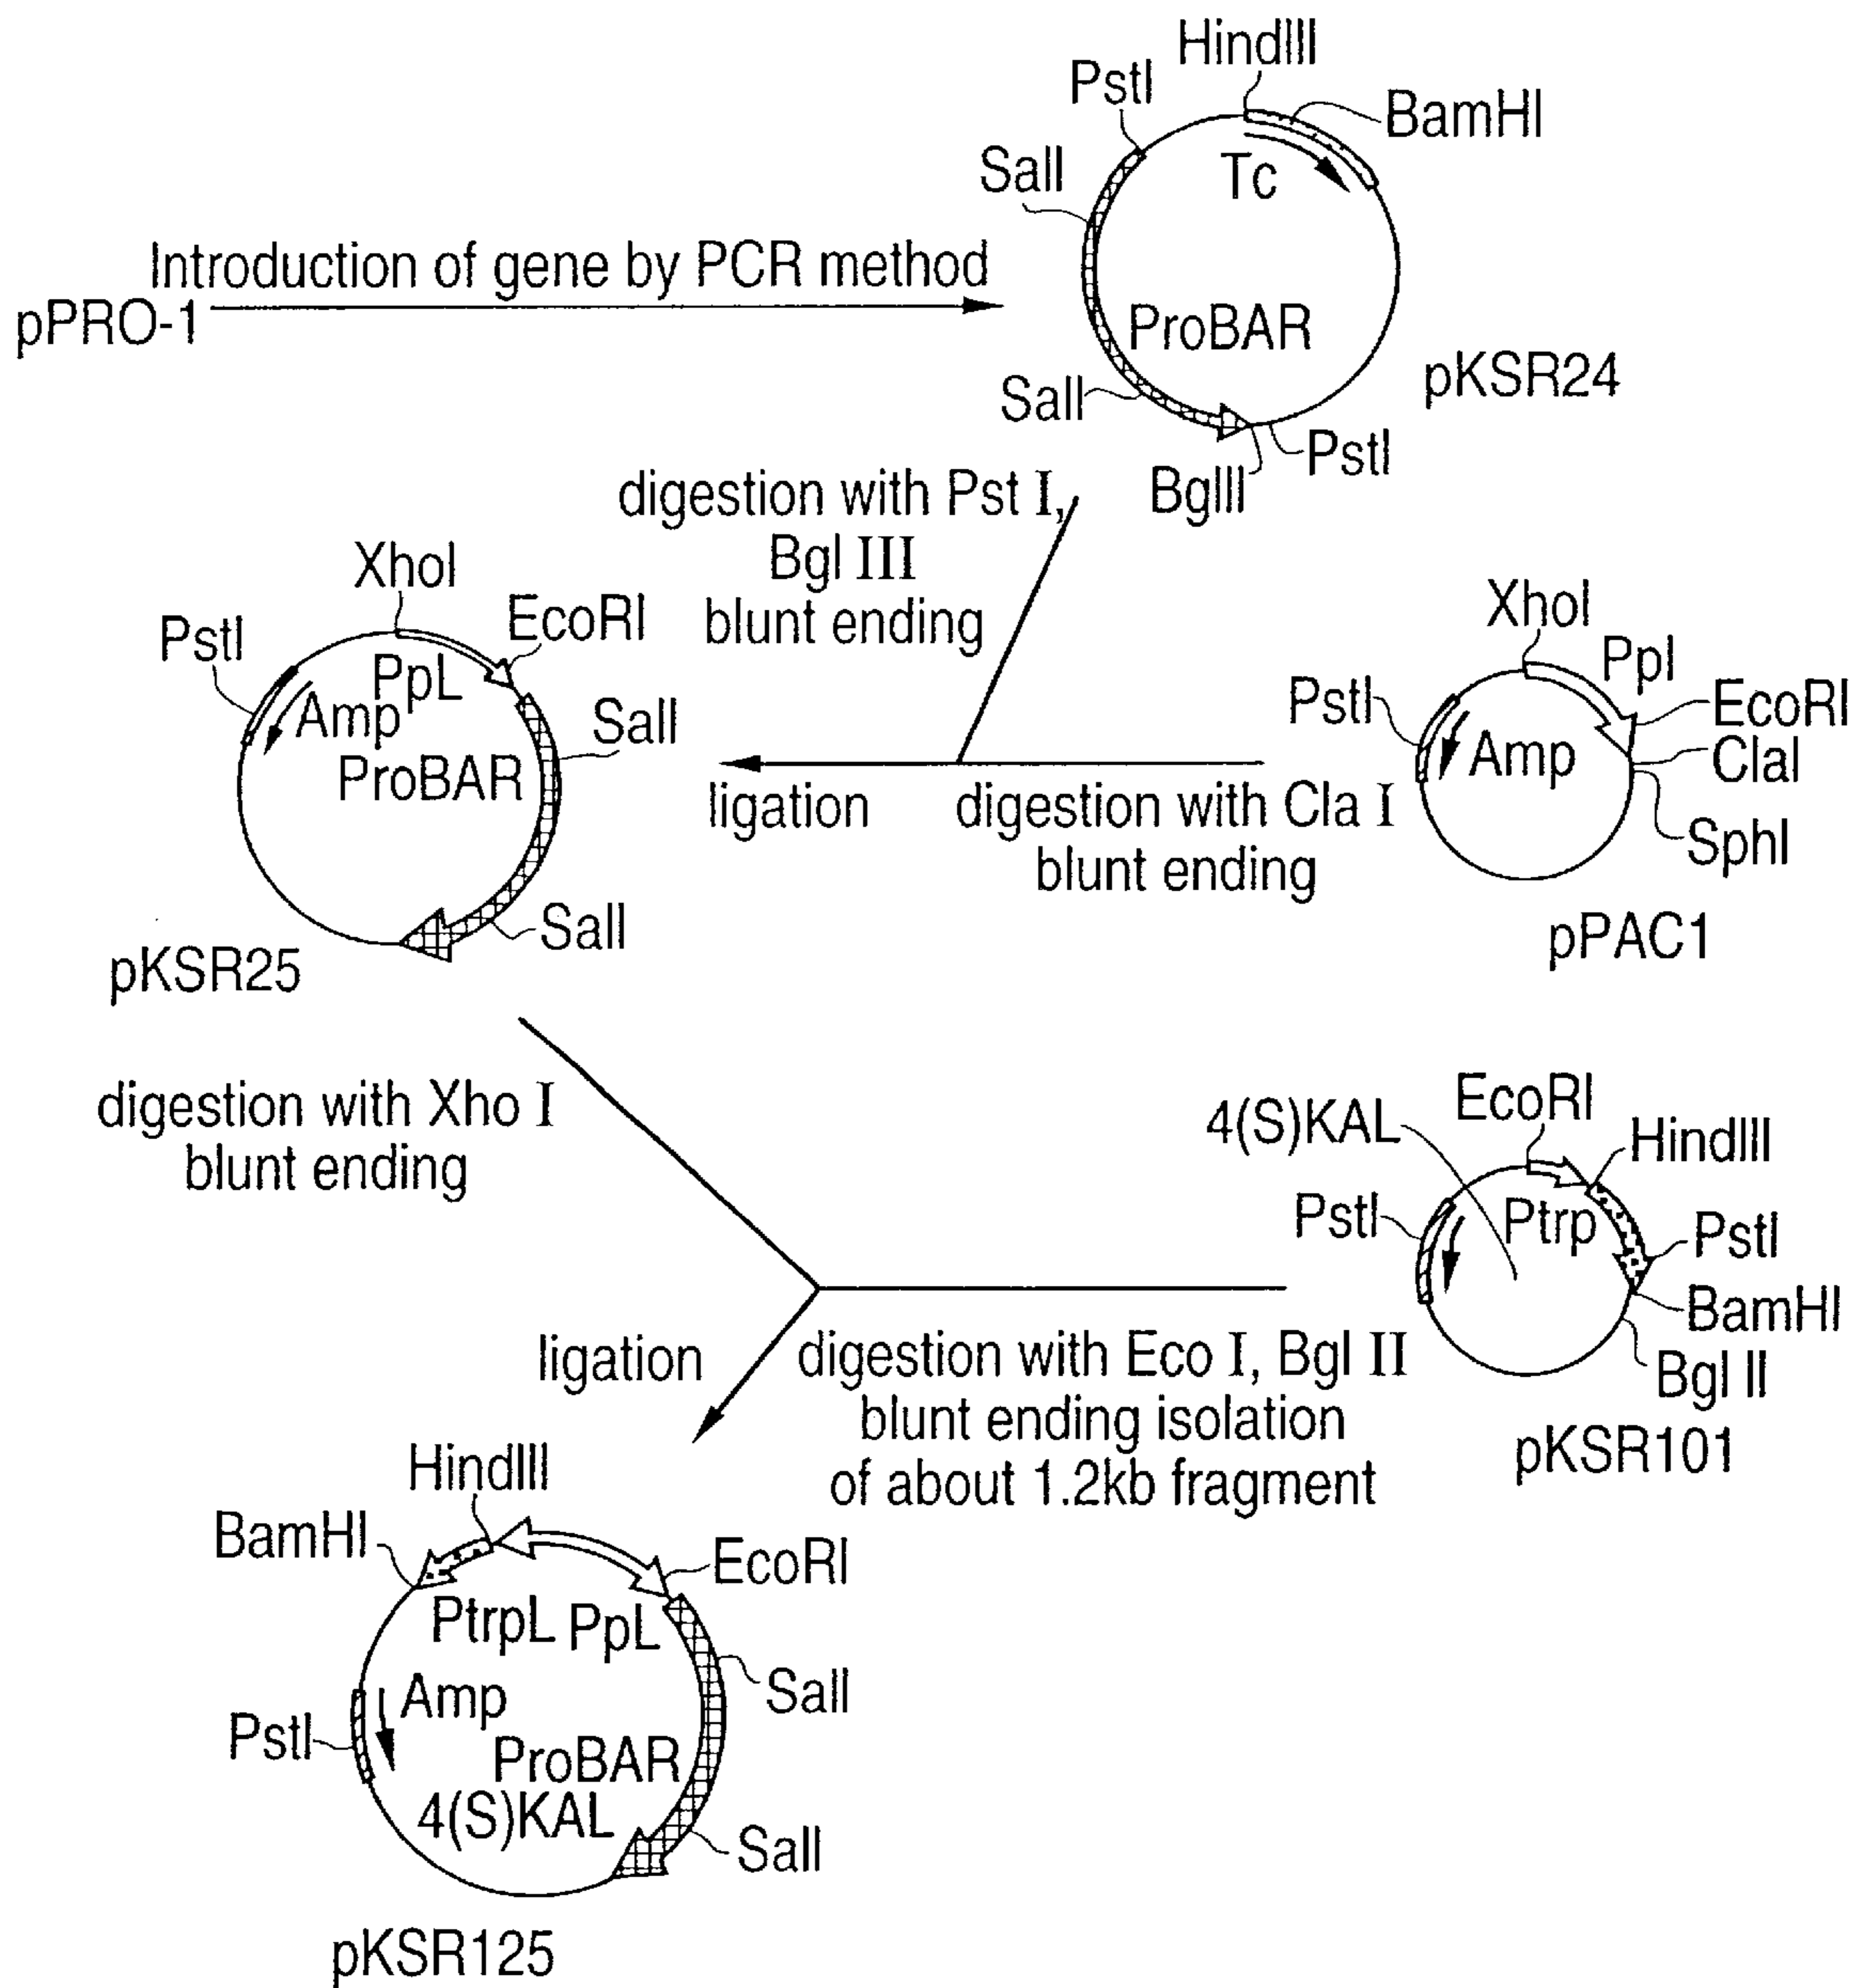 HindIII
PstI
BamHI
SalI
Tc
Introduction of gene by PCR method
pPRO-1
ProBAR
pKSR24
SalI
PstI
BglII
digestion with Pst I,
Bgl III
blunt ending
XhoI
EcoRI
PstI
PpL
Amp
SalI
ProBAR
SalI
pKSR25
ligation
digestion with Cla I
blunt ending
XhoI
PpI
PstI
EcoRI
Amp
ClaI
SphI
pPAC1
digestion with Xho I
blunt ending
4(S)KAL
EcoRI
HindIII
PstI
Ptrp
PstI
BamHI
Bgl II
pKSR101
ligation
digestion with Eco I, Bgl II
blunt ending isolation
of about 1.2kb fragment
HindIII
BamHI
EcoRI
PtrpL PpL
SalI
Amp
PstI
ProBAR
4(S)KAL
SalI
pKSR125